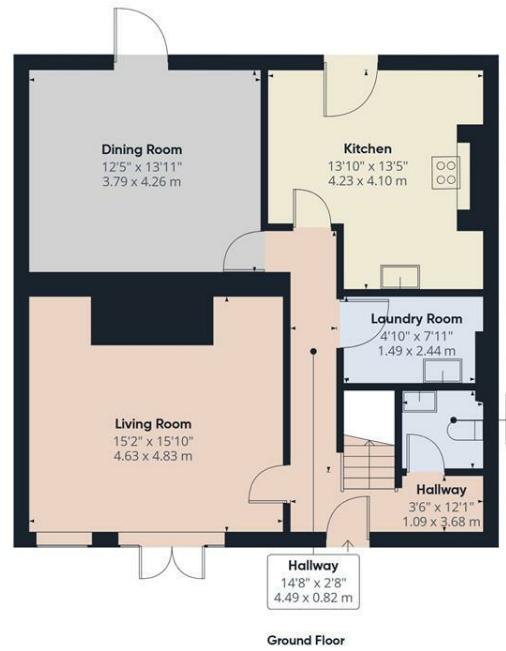 Dining Room
12'5" x 13'11"
3.79 x 4.26 m
Kitchen
13'10" x 13'5"
4.23 x 4.10 m
Laundry Room
4'10" x 7'11"
1.49 x 2.44 m
Living Room
15'2" x 15'10"
4.63 x 4.83 m
Hallway
3'6" x 12'1"
1.09 x 3.68 m
Hallway
14'8" x 2'8"
4.49 x 0.82 m
Ground Floor